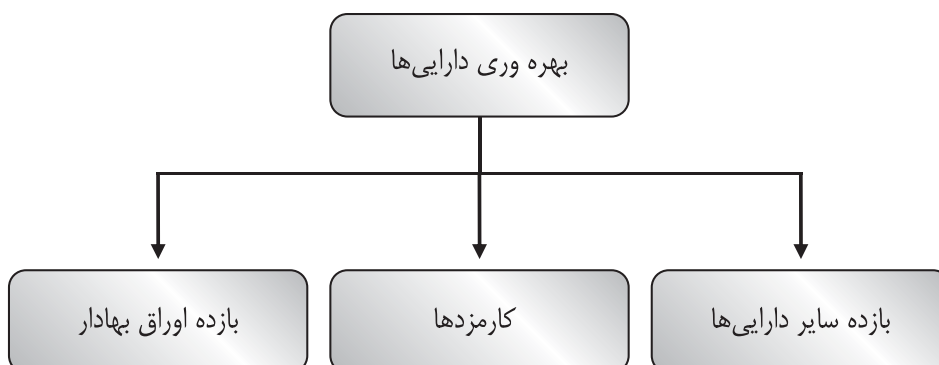 بهره وری دارایی‌ها
بازده سایر دارایی‌ها
کارمزدها
بازده اوراق بهادار